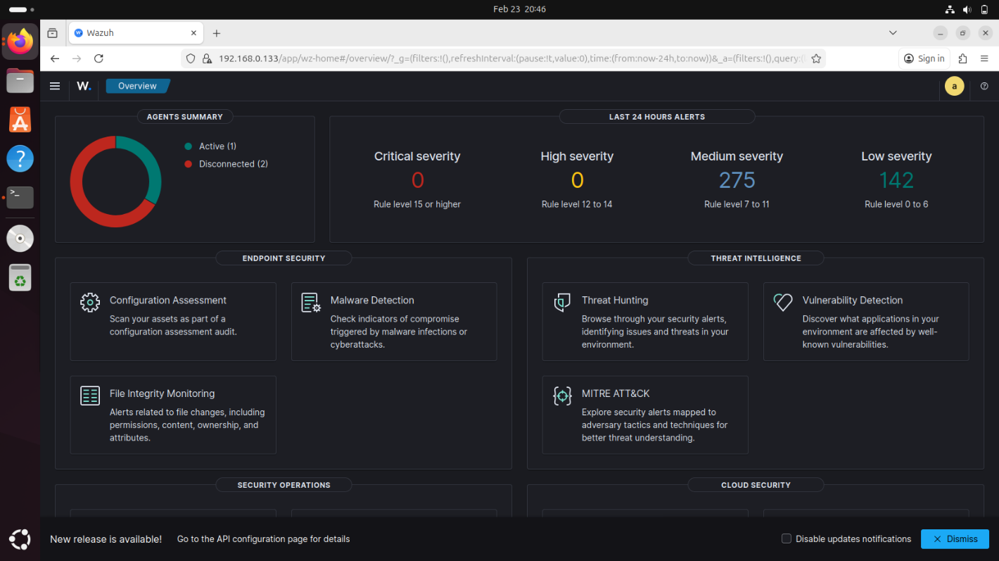 Feb 23 20:46
Wazuh
192.168.0.133/app/wz-home#/overview/?_g=(filters:!(),refreshInterval:(pause:!t,value:0),time:(from:now-24h,to:now))&_a=(filters:!(),query:(
Sign in
W.
Overview
a
AGENTS SUMMARY
Active (1)
Disconnected (2)
LAST 24 HOURS ALERTS
Critical severity
0
Rule level 15 or higher
High severity
0
Rule level 12 to 14
Medium severity
275
Rule level 7 to 11
Low severity
142
Rule level 0 to 6
ENDPOINT SECURITY
Configuration Assessment
Scan your assets as part of a
configuration assessment audit.
Malware Detection
Check indicators of compromise
triggered by malware infections or
cyberattacks.
File Integrity Monitoring
Alerts related to file changes, including
permissions, content, ownership, and
attributes.
THREAT INTELLIGENCE
Threat Hunting
Browse through your security alerts,
identifying issues and threats in your
environment.
Vulnerability Detection
Discover what applications in your
environment are affected by well-
known vulnerabilities.
MITRE ATT&CK
Explore security alerts mapped to
adversary tactics and techniques for
better threat understanding.
SECURITY OPERATIONS
CLOUD SECURITY
New release is available!
Go to the API configuration page for details
Disable updates notifications
Dismiss